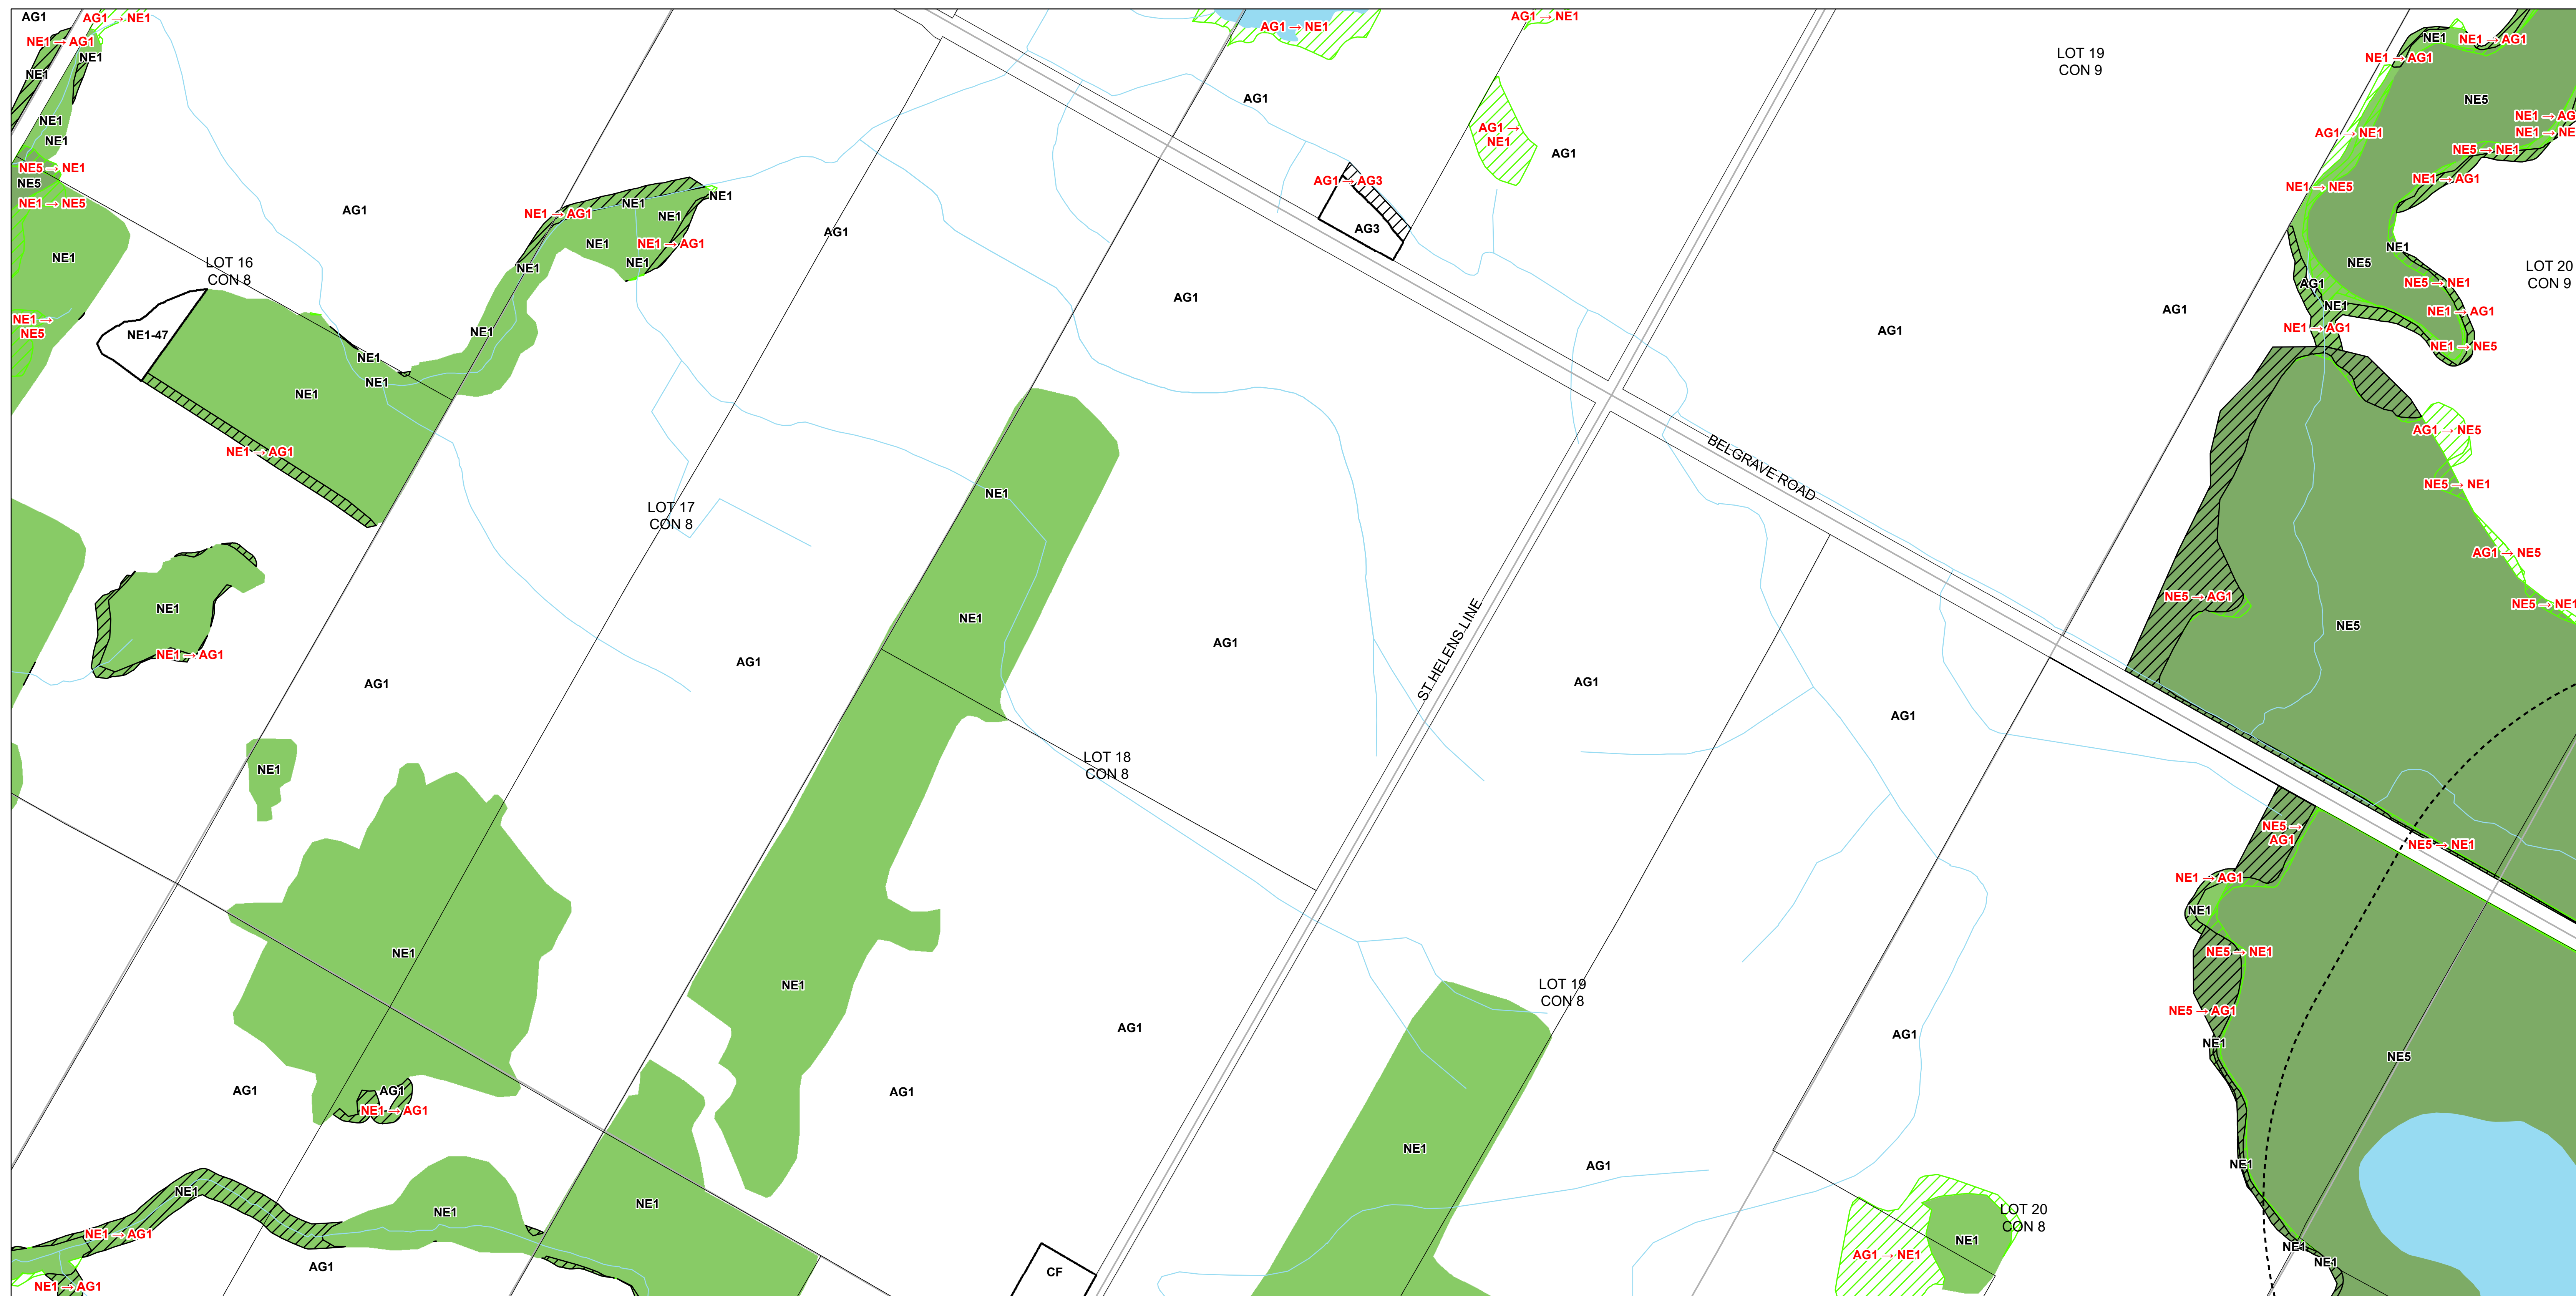 AG1
AG1 → NE1
NE1 → AG1
NE1
NE1
NE1
NE1
NE5 → NE1
NE5
NE1 → NE5
NE1
NE1 →
NE5
LOT 16
CON 8
NE1-47
AG1
NE1
NE1
NE1
NE1 → AG1
NE1 → AG1
NE1
NE1
NE1
NE1
NE1 → AG1
NE1
NE1
NE1
AG1
AG1 → NE1
AG1 → NE1
AG1
AG1 →
NE1
AG1
AG1 → AG3
AG3
AG1
LOT 19
CON 9
AG1
AG1
NE1
NE1 → AG1
NE1 → AG1
NE5
NE1 → AG
NE1 → NE
AG1 → NE1
NE5 → NE1
NE1 → AG1
NE1 → NE5
NE1
NE5
LOT 20
CON 9
AG1
NE5 → NE1
NE1
NE1 → AG1
NE1 → AG1
NE1 → NE5
AG1 → NE5
NE5 → NE1
AG1 → NE5
NE5 → AG1
NE5 → NE1
NE5
BELGRAVE ROAD
ST HELENS LINE
LOT 17
CON 8
NE1
NE1
AG1
AG1
AG1
NE1
NE1 → AG1
AG1
NE1
LOT 18
CON 8
AG1
AG1
NE5 →
AG1
NE5 → NE1
NE1 → AG1
NE1
NE5 → NE1
NE5 → AG1
NE1
NE5
NE1
NE1
NE1
NE1
NE1
AG1
AG1
LOT 19
CON 8
AG1
AG1
AG1
NE1 → AG1
NE1
AG1
NE1
NE1
NE1
NE1 → AG1
AG1
NE1 → AG1
CF
LOT 20
CON 8
NE1
AG1 → NE1